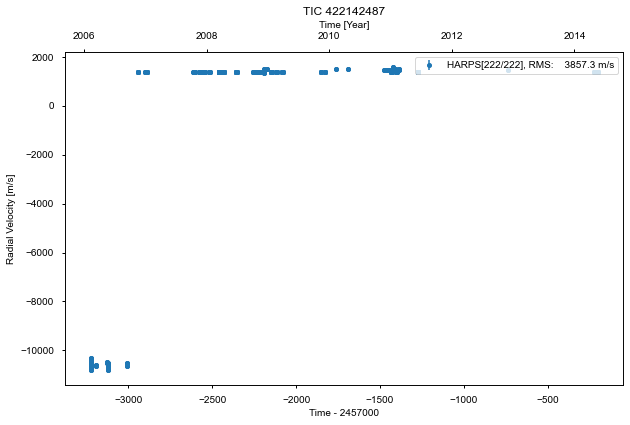 TIC 422142487
Time [Year]
2006 2008 2010 2012 2014
HARPS[222/222], RMS: 3857.3 m/s
2000
0
−2000
−4000
−6000
−8000
−10000
Radial Velocity [m/s]
−3000 −2500 −2000 −1500 −1000 −500
Time - 2457000